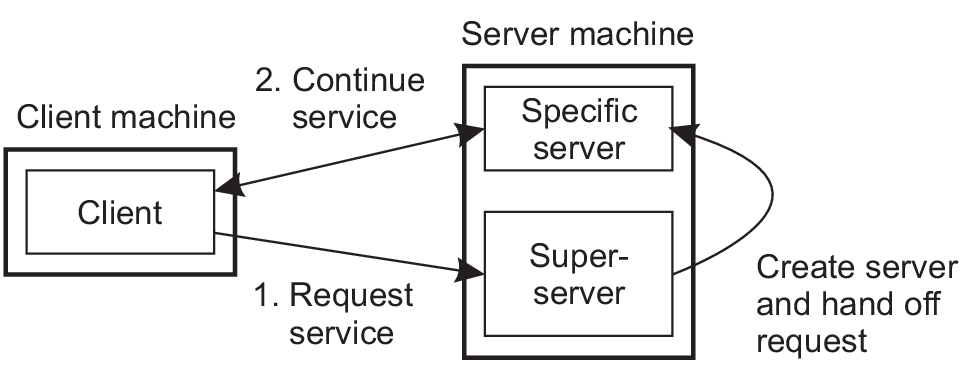 Server machine
2. Continue
service
Client machine
Specific
server
Client
Super-
server
1. Request
service
Create server
and hand off
request